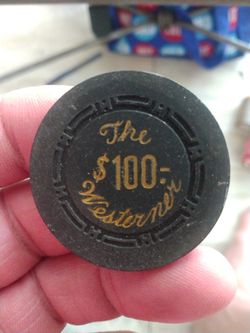 The
$100.=
Westerner